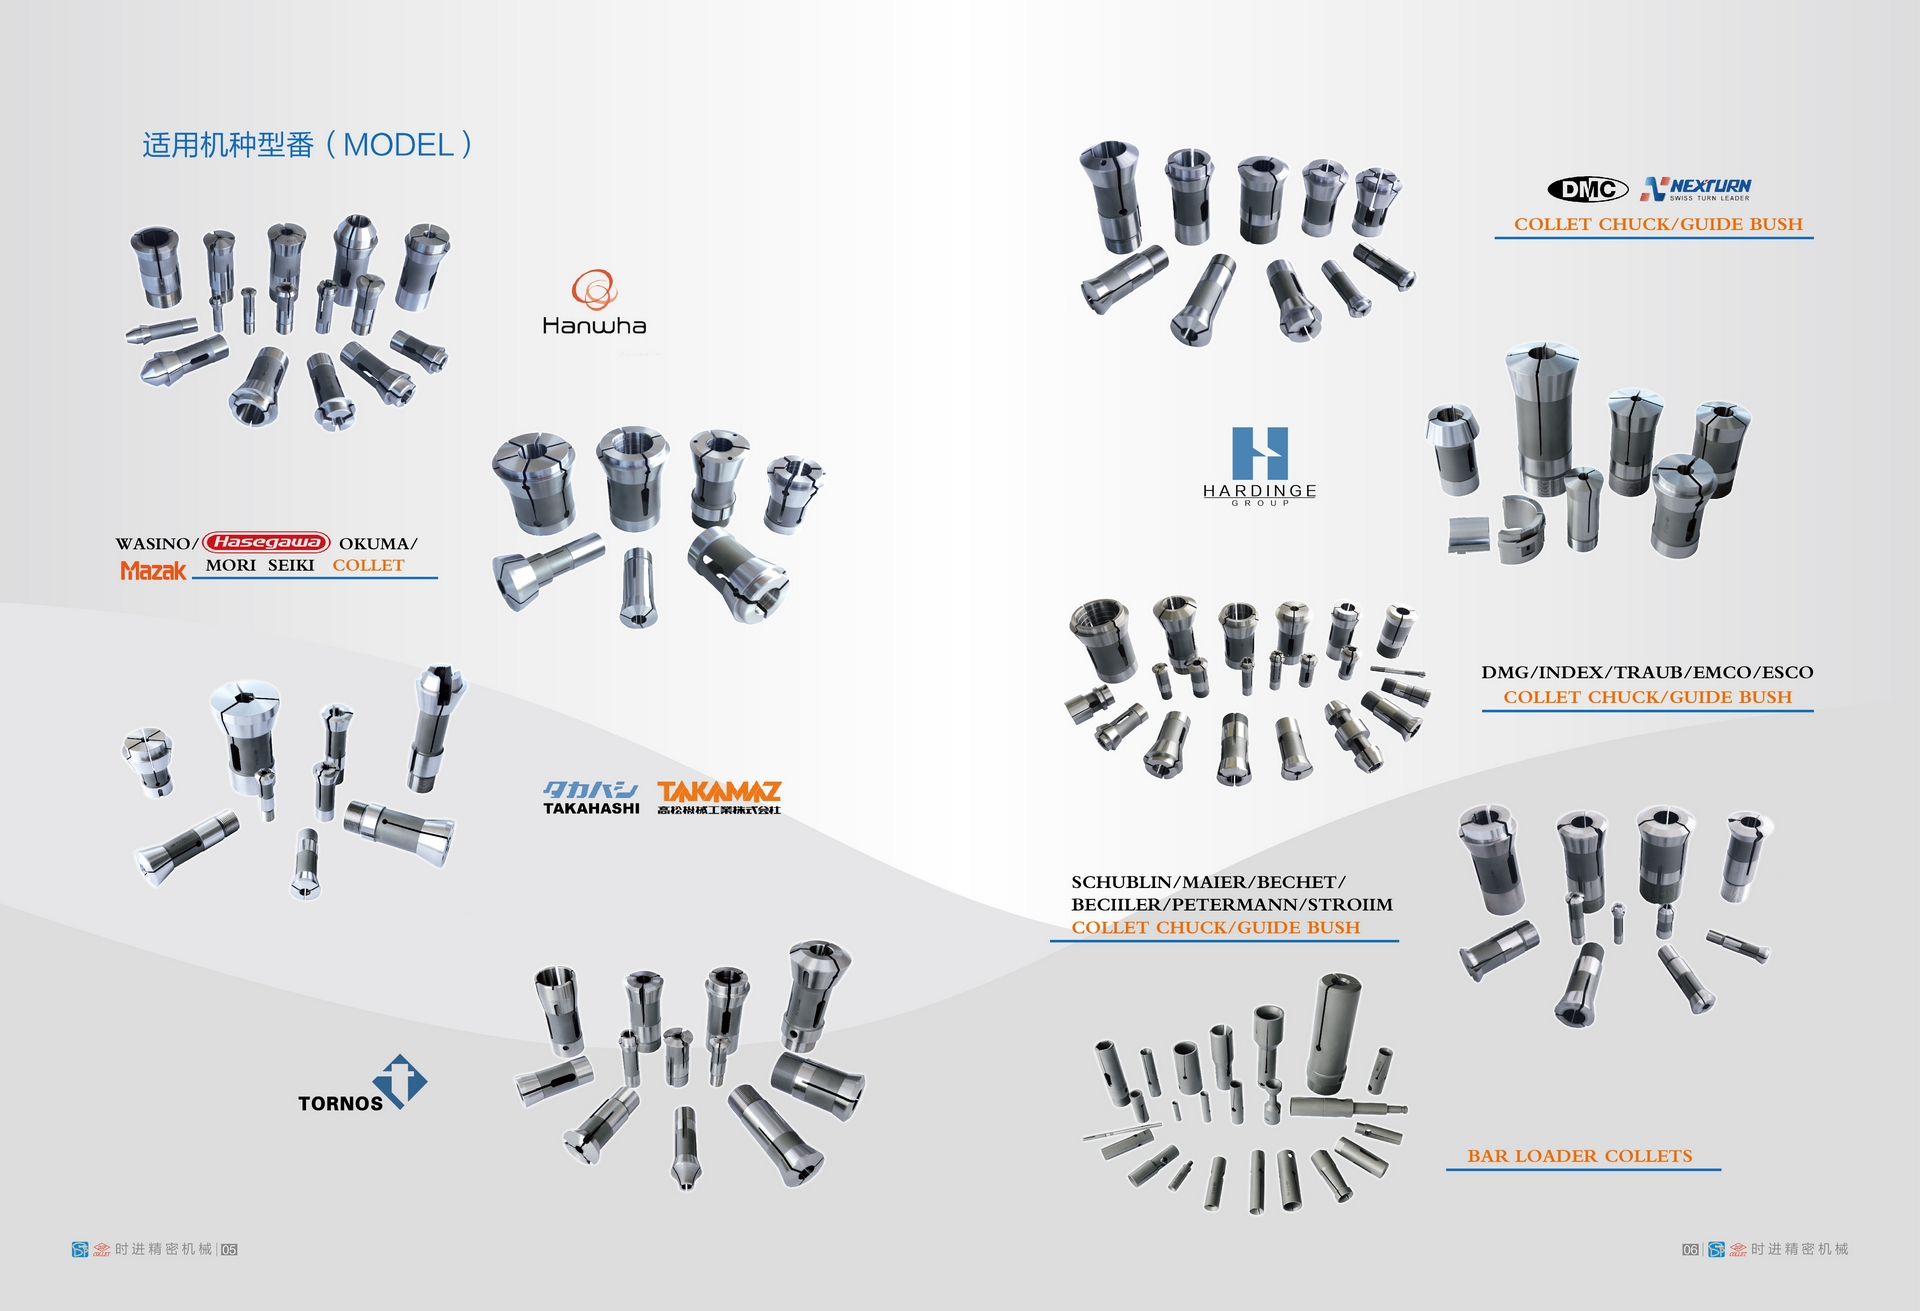 适用机种型番（MODEL）
Hanwha
WASINO/ Hasegawa OKUMA/
Mazak MORI SEIKI COLLET
タカハシ TAKAMAZ
TAKAHASHI 高松機械工業株式会社
TORNOS
时进精密机械 05
DMC NEXTURN
SWISS TURN LEADER
COLLET CHUCK/GUIDE BUSH
HARDINGE
GROUP
DMG/INDEX/TRAUB/EMCO/ESCO
COLLET CHUCK/GUIDE BUSH
SCHUBLIN/MAIER/BECHET/
BECIILER/PETERMANN/STROIIM
COLLET CHUCK/GUIDE BUSH
BAR LOADER COLLETS
06 时进精密机械